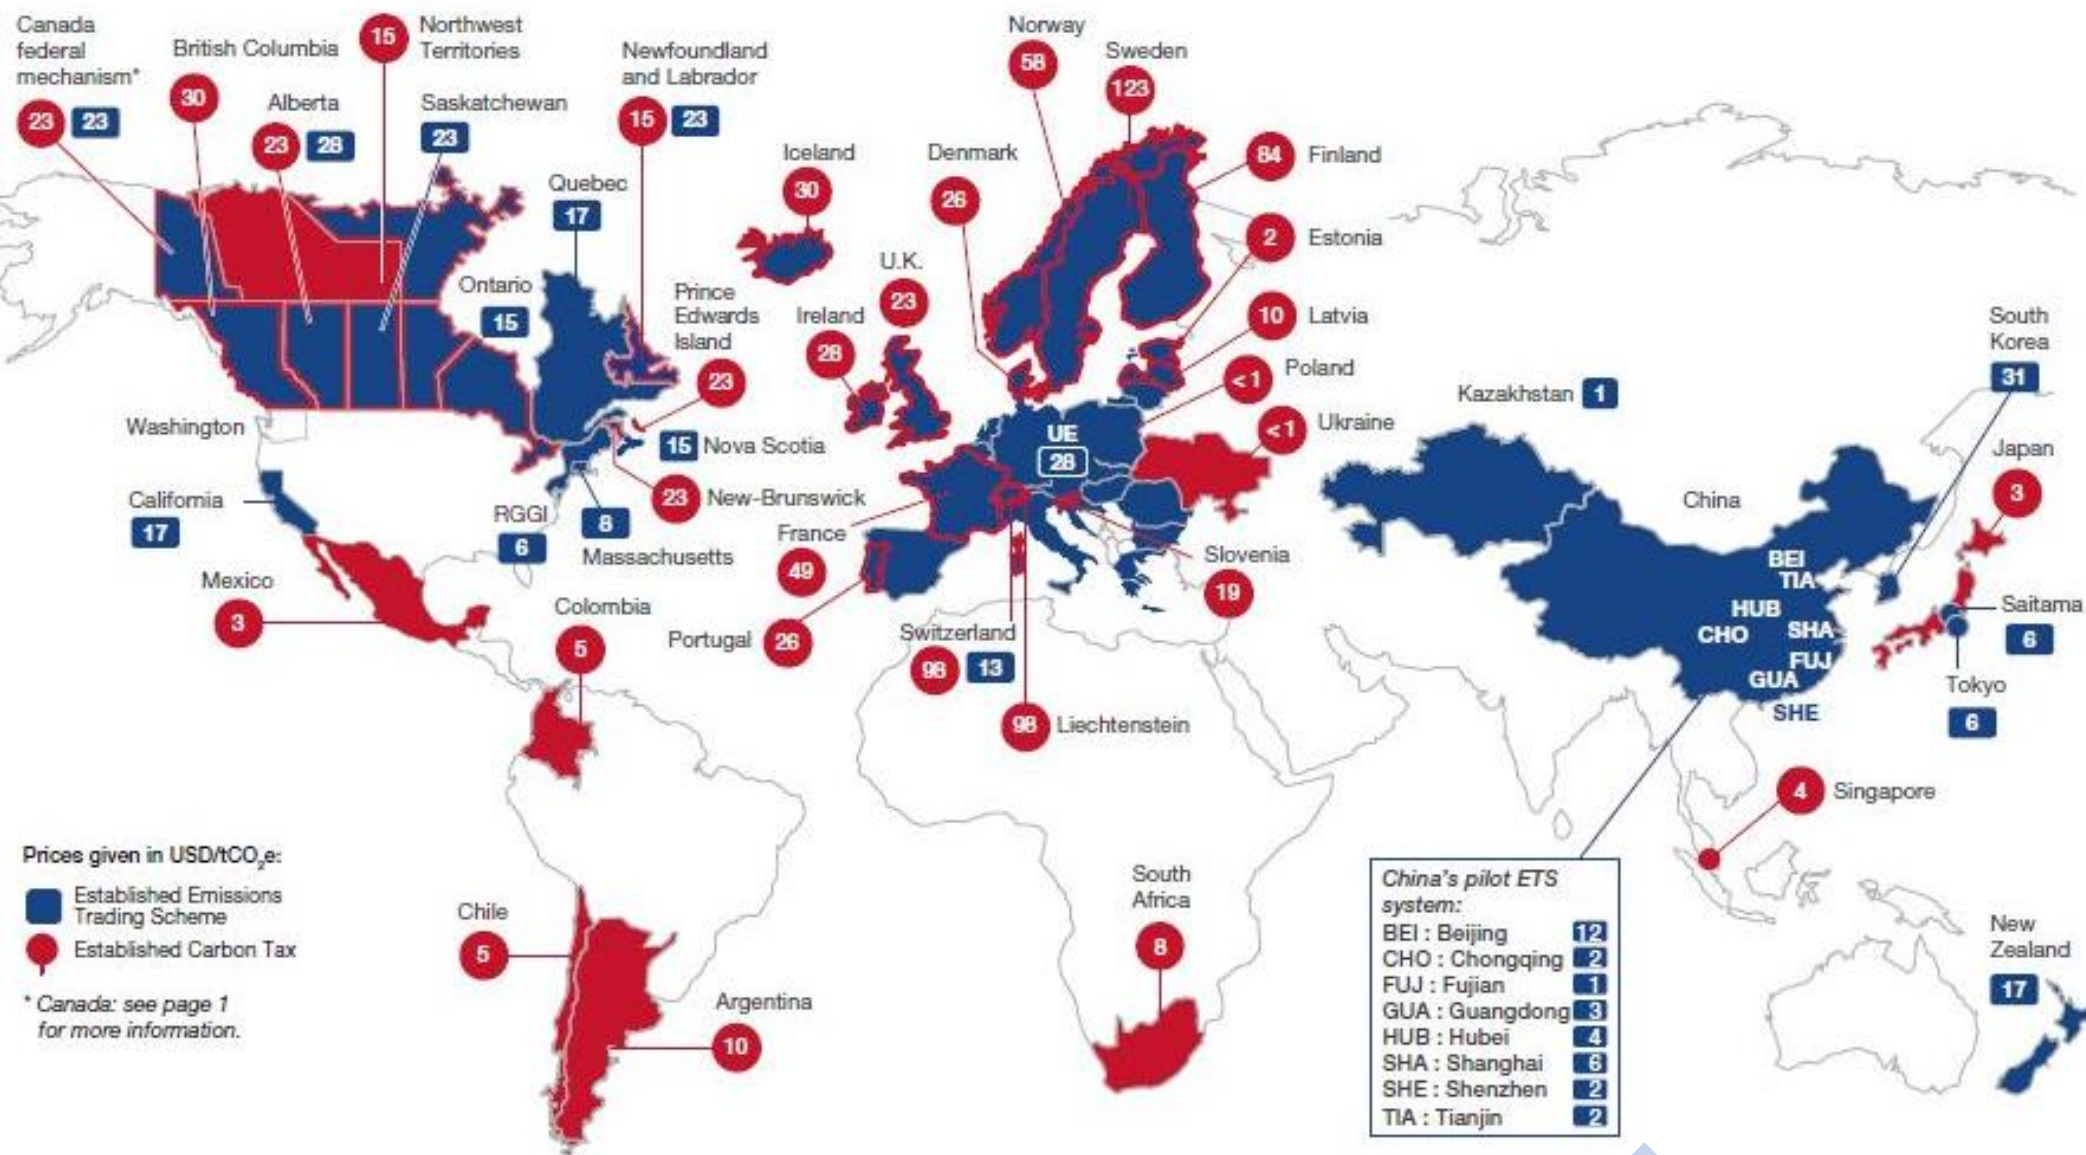 Canada
federal
mechanism*
23 23
British Columbia
30
Alberta
23 28
15
Northwest
Territories
Saskatchewan
23
Newfoundland
and Labrador
15 23
Quebec
17
Ontario
15
Prince
Edwards
Island
23
15 Nova Scotia
23 New-Brunswick
Washington
California
17
RGGI
6
8
Massachusetts
Mexico
3
Colombia
5
Chile
5
Argentina
10
Iceland
30
Norway
58
Sweden
123
Denmark
26
84 Finland
2 Estonia
10 Latvia
<1 Poland
<1 Ukraine
U.K.
23
Ireland
28
UE
28
France
49
Portugal 26
Switzerland
98 13
98 Liechtenstein
Slovenia
19
South
Africa
8
Kazakhstan 1
China
BEI
TIA
HUB
CHO
SHA
FUJ
GUA
SHE
South
Korea
31
Japan
3
Saitama
6
Tokyo
6
4 Singapore
New
Zealand
17
China's pilot ETS
system:
BEI : Beijing 12
CHO : Chongqing 2
FUJ : Fujian 1
GUA : Guangdong 3
HUB : Hubei 4
SHA : Shanghai 6
SHE : Shenzhen 2
TIA : Tianjin 2
Prices given in USD/tCO₂e:
Established Emissions
Trading Scheme
Established Carbon Tax
* Canada: see page 1
for more information.